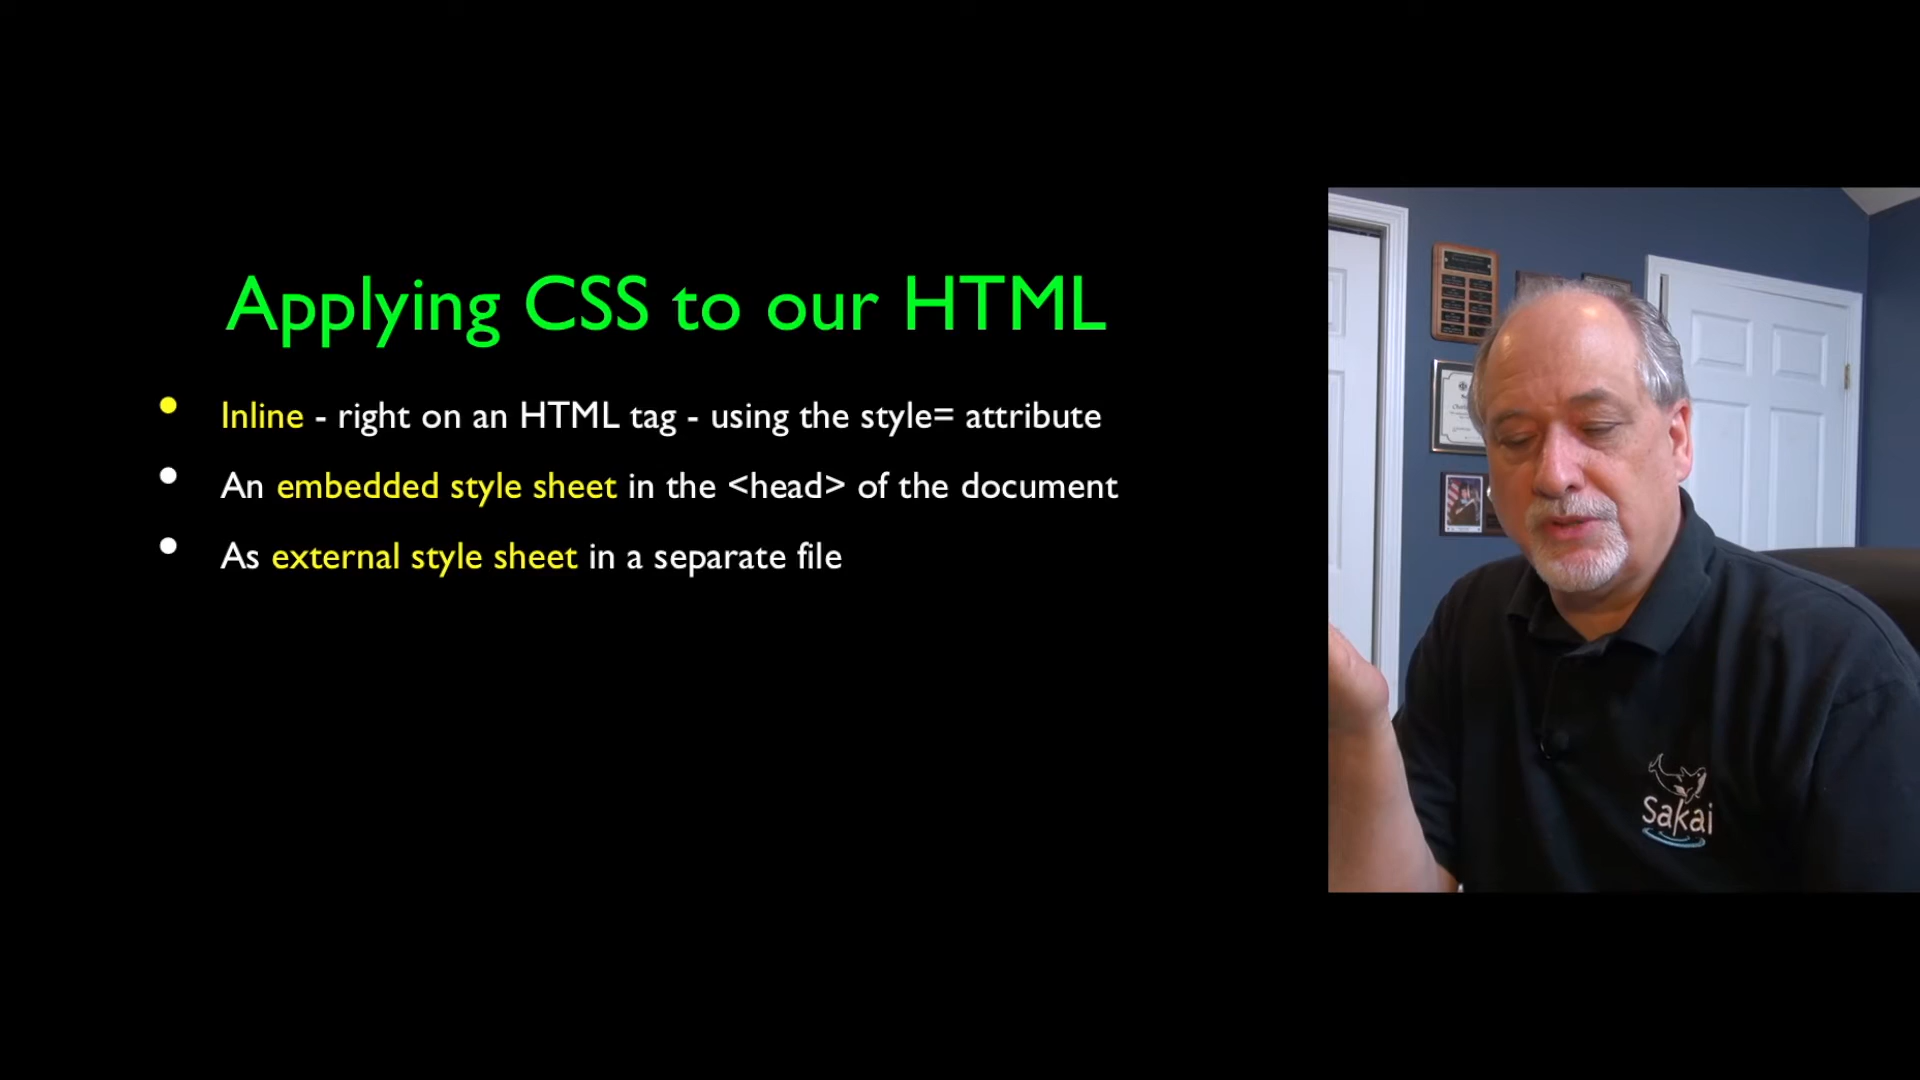 Applying CSS to our HTML
Inline - right on an HTML tag - using the style= attribute
An embedded style sheet in the <head> of the document
As external style sheet in a separate file
Sakai